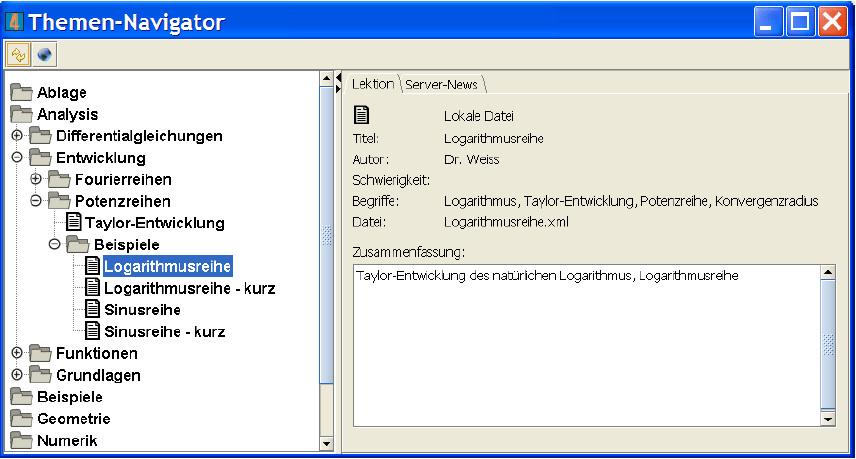 4 Themen-Navigator
Ablage
Analysis
Differentialgleichungen
Entwicklung
Fourierreihen
Potenzreihen
Taylor-Entwicklung
Beispiele
Logarithmusreihe
Logarithmusreihe - kurz
Sinusreihe
Sinusreihe - kurz
Funktionen
Grundlagen
Beispiele
Geometrie
Numerik
Lektion Server-News
Lokale Datei
Titel: Logarithmusreihe
Autor: Dr. Weiss
Schwierigkeit:
Begriffe: Logarithmus, Taylor-Entwicklung, Potenzreihe, Konvergenzradius
Datei: Logarithmusreihe.xml
Zusammenfassung:
Taylor-Entwicklung des natürlichen Logarithmus, Logarithmusreihe